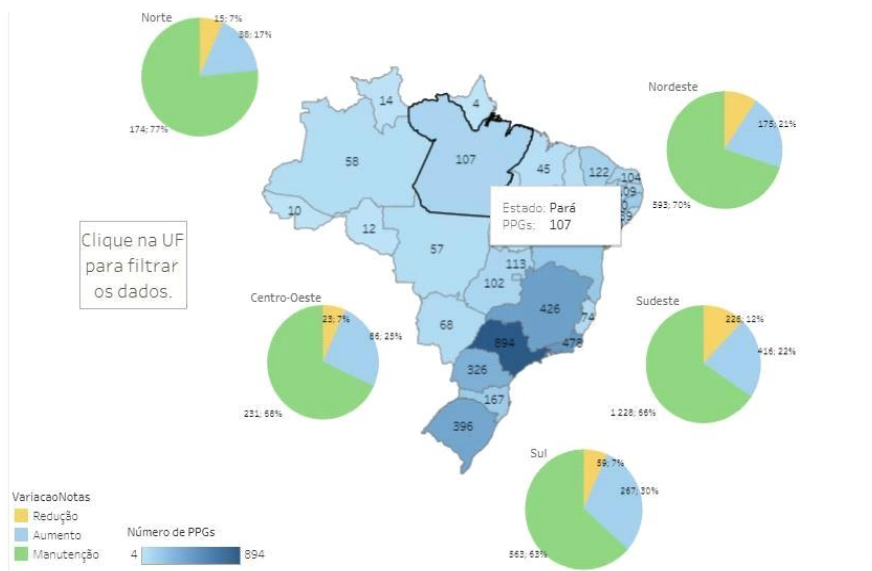 Norte
15; 7%
38; 17%
174; 77%
Nordeste
175; 21%
593; 70%
14
4
58
107
45
122
104
10
12
57
Estado: Pará
PPGs: 107
Clique na UF
para filtrar
os dados.
113
102
426
74
68
894
478
326
167
396
Centro-Oeste
23; 7%
231; 68%
Sudeste
226; 12%
416; 22%
1 228; 66%
Sul
59; 7%
267; 30%
563; 63%
VariacaoNotas
Redução
Aumento
Manutenção
Número de PPGs
4
894